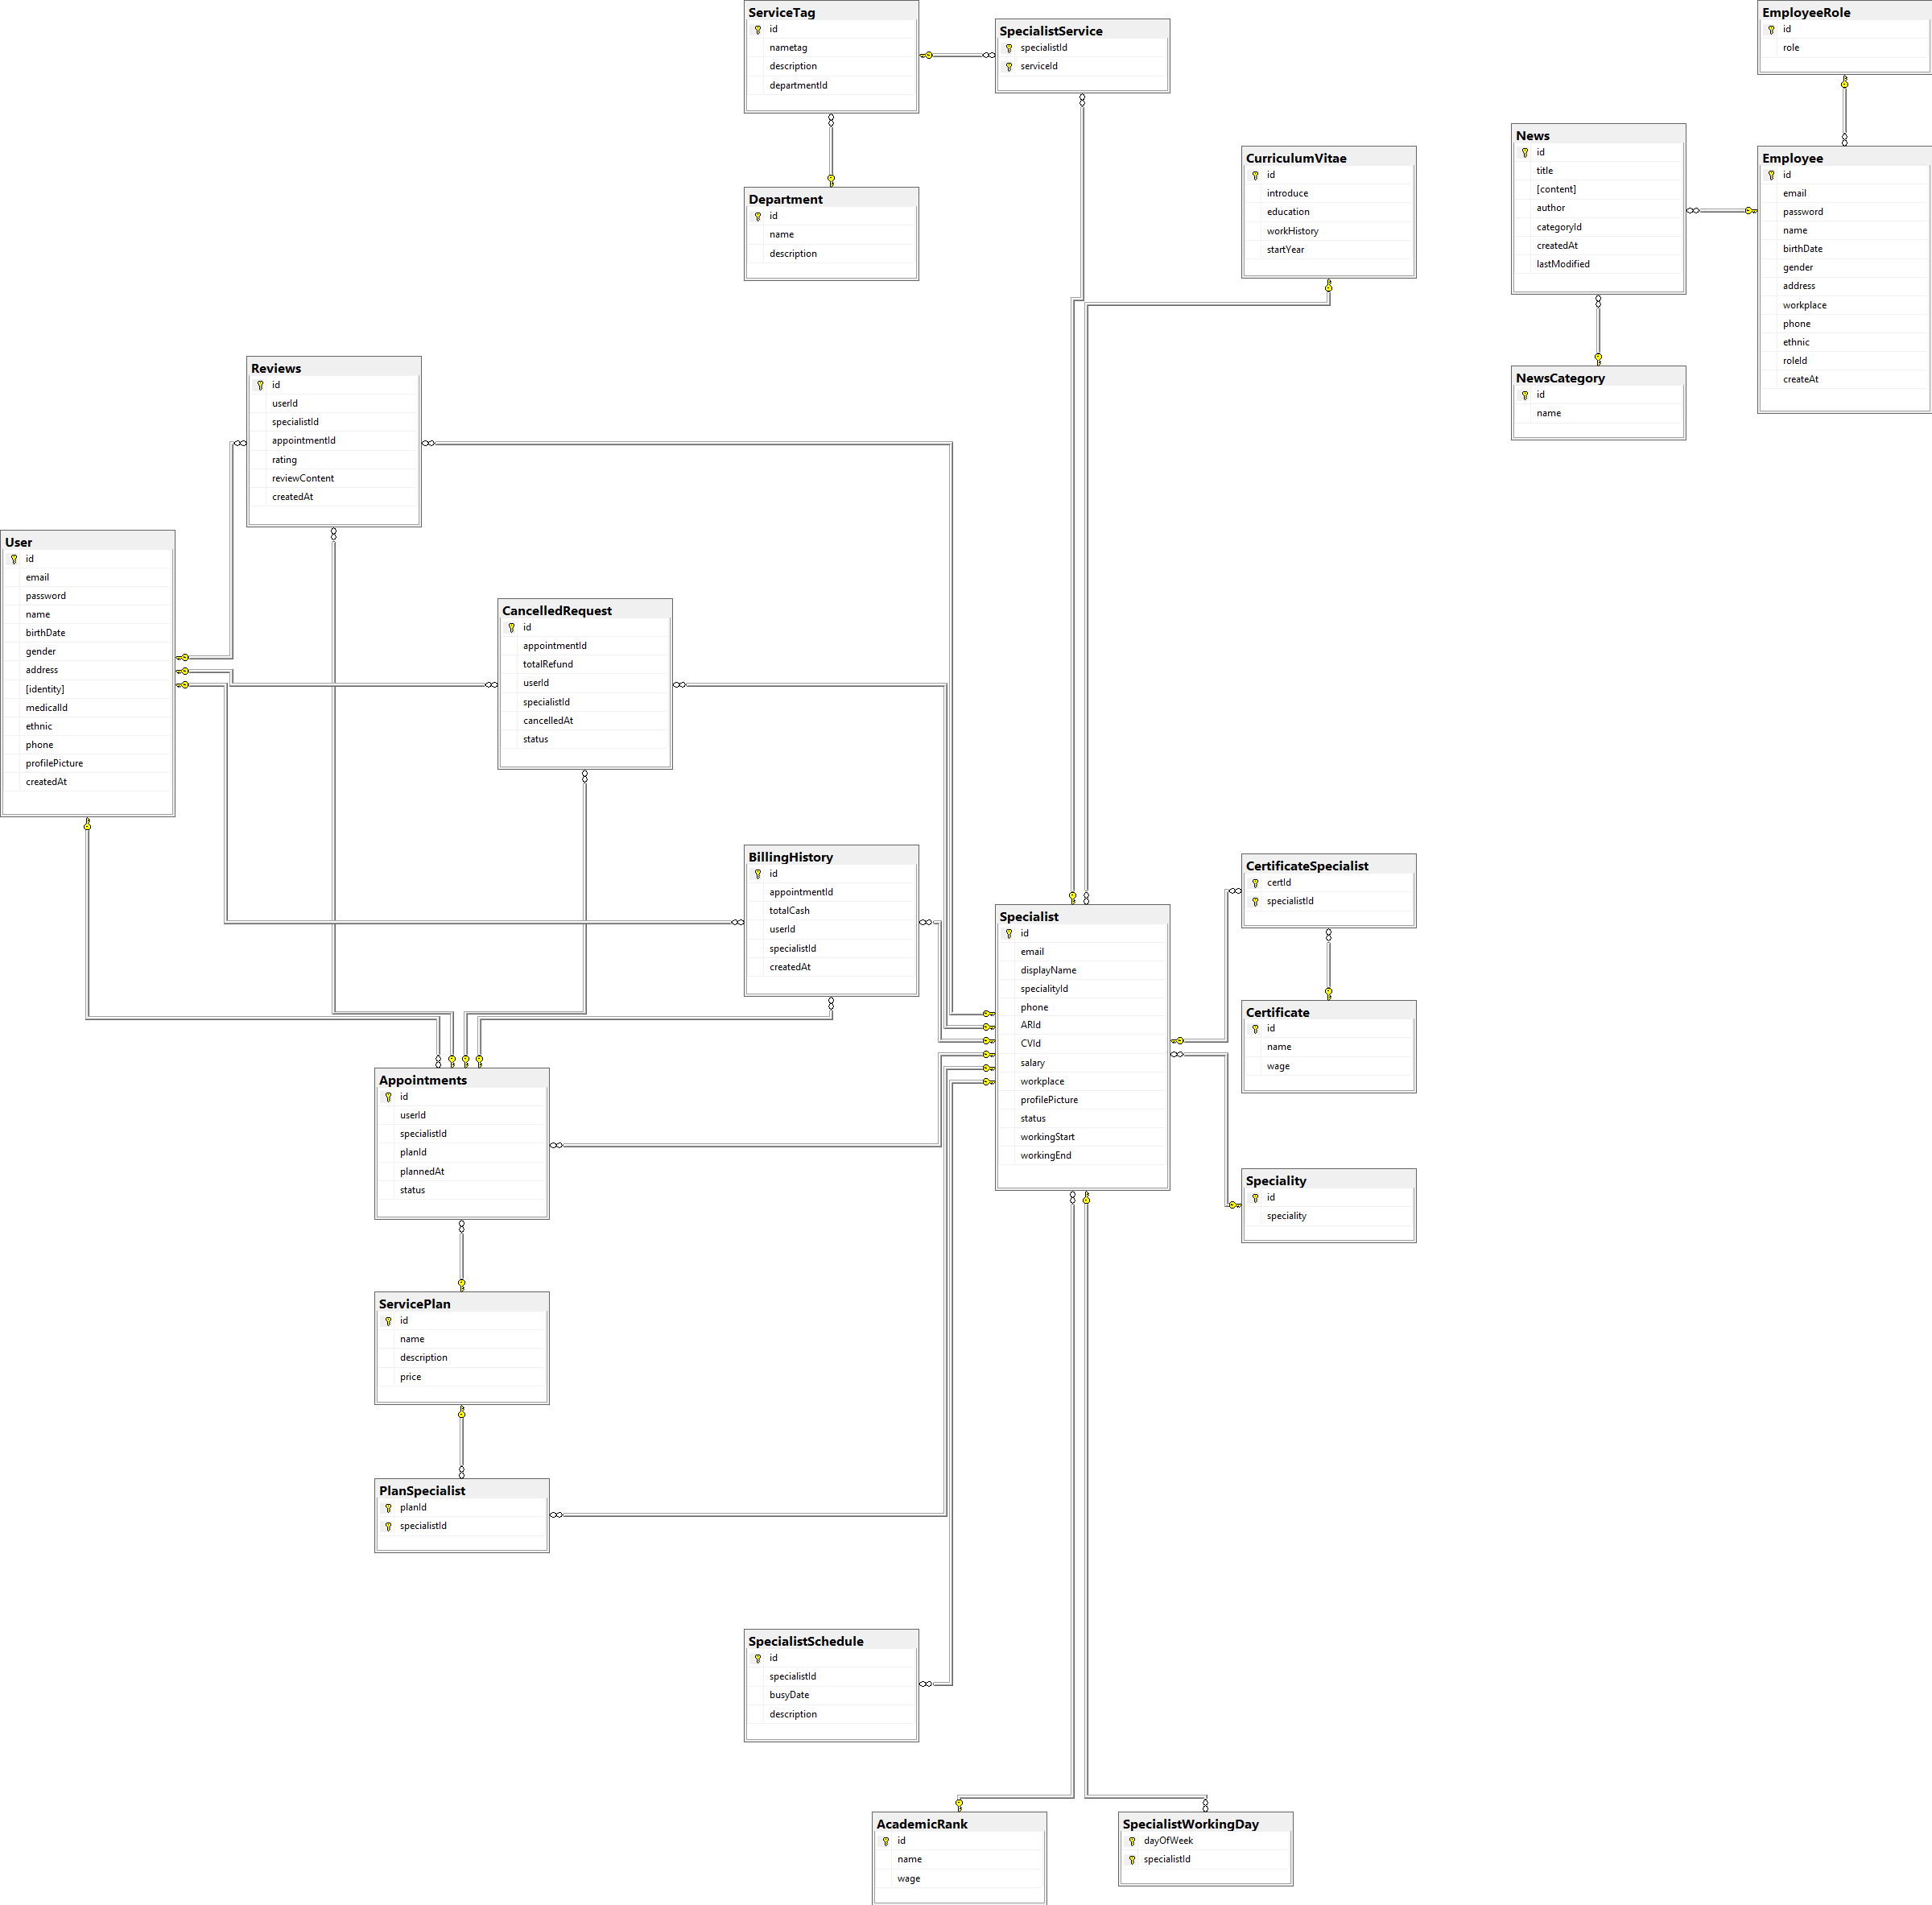 ServiceTag
id
nametag
description
departmentId
SpecialistService
specialistId
serviceId
EmployeeRole
id
role
News
id
title
[content]
author
categoryId
createdAt
lastModified
CurriculumVitae
id
introduce
education
workHistory
startYear
Employee
id
email
password
name
birthDate
gender
address
workplace
phone
ethnic
roleId
createAt
Department
id
name
description
Reviews
id
userId
specialistId
appointmentId
rating
reviewContent
createdAt
NewsCategory
id
name
User
id
email
password
name
birthDate
gender
address
[identity]
medicalId
ethnic
phone
profilePicture
createdAt
CancelledRequest
id
appointmentId
totalRefund
userId
specialistId
cancelledAt
status
BillingHistory
id
appointmentId
totalCash
userId
specialistId
createdAt
CertificateSpecialist
certId
specialistId
Specialist
id
email
displayName
specialityId
phone
ARId
CVId
salary
workplace
profilePicture
status
workingStart
workingEnd
Certificate
id
name
wage
Appointments
id
userId
specialistId
planId
plannedAt
status
Speciality
id
speciality
ServicePlan
id
name
description
price
PlanSpecialist
planId
specialistId
SpecialistSchedule
id
specialistId
busyDate
description
AcademicRank
id
name
wage
SpecialistWorkingDay
dayOfWeek
specialistId